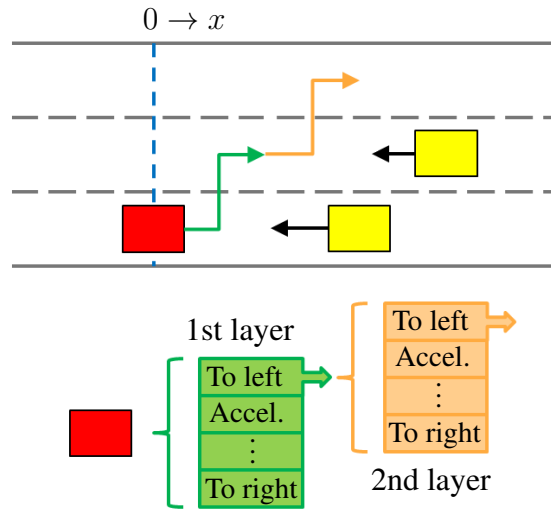 0 → x
1st layer
To left
Accel.
⋮
To right
To left
Accel.
⋮
To right
2nd layer